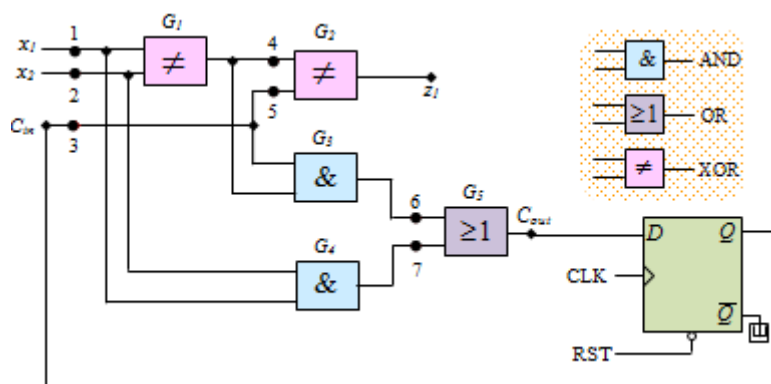 G1
G2
x1
1
4
≠
≠
&
AND
x2
2
5
z1
≥1
OR
Cin
3
G3
≠
XOR
&
6
G5
Cout
≥1
D
Q
G4
7
&
CLK
Q̅
RST